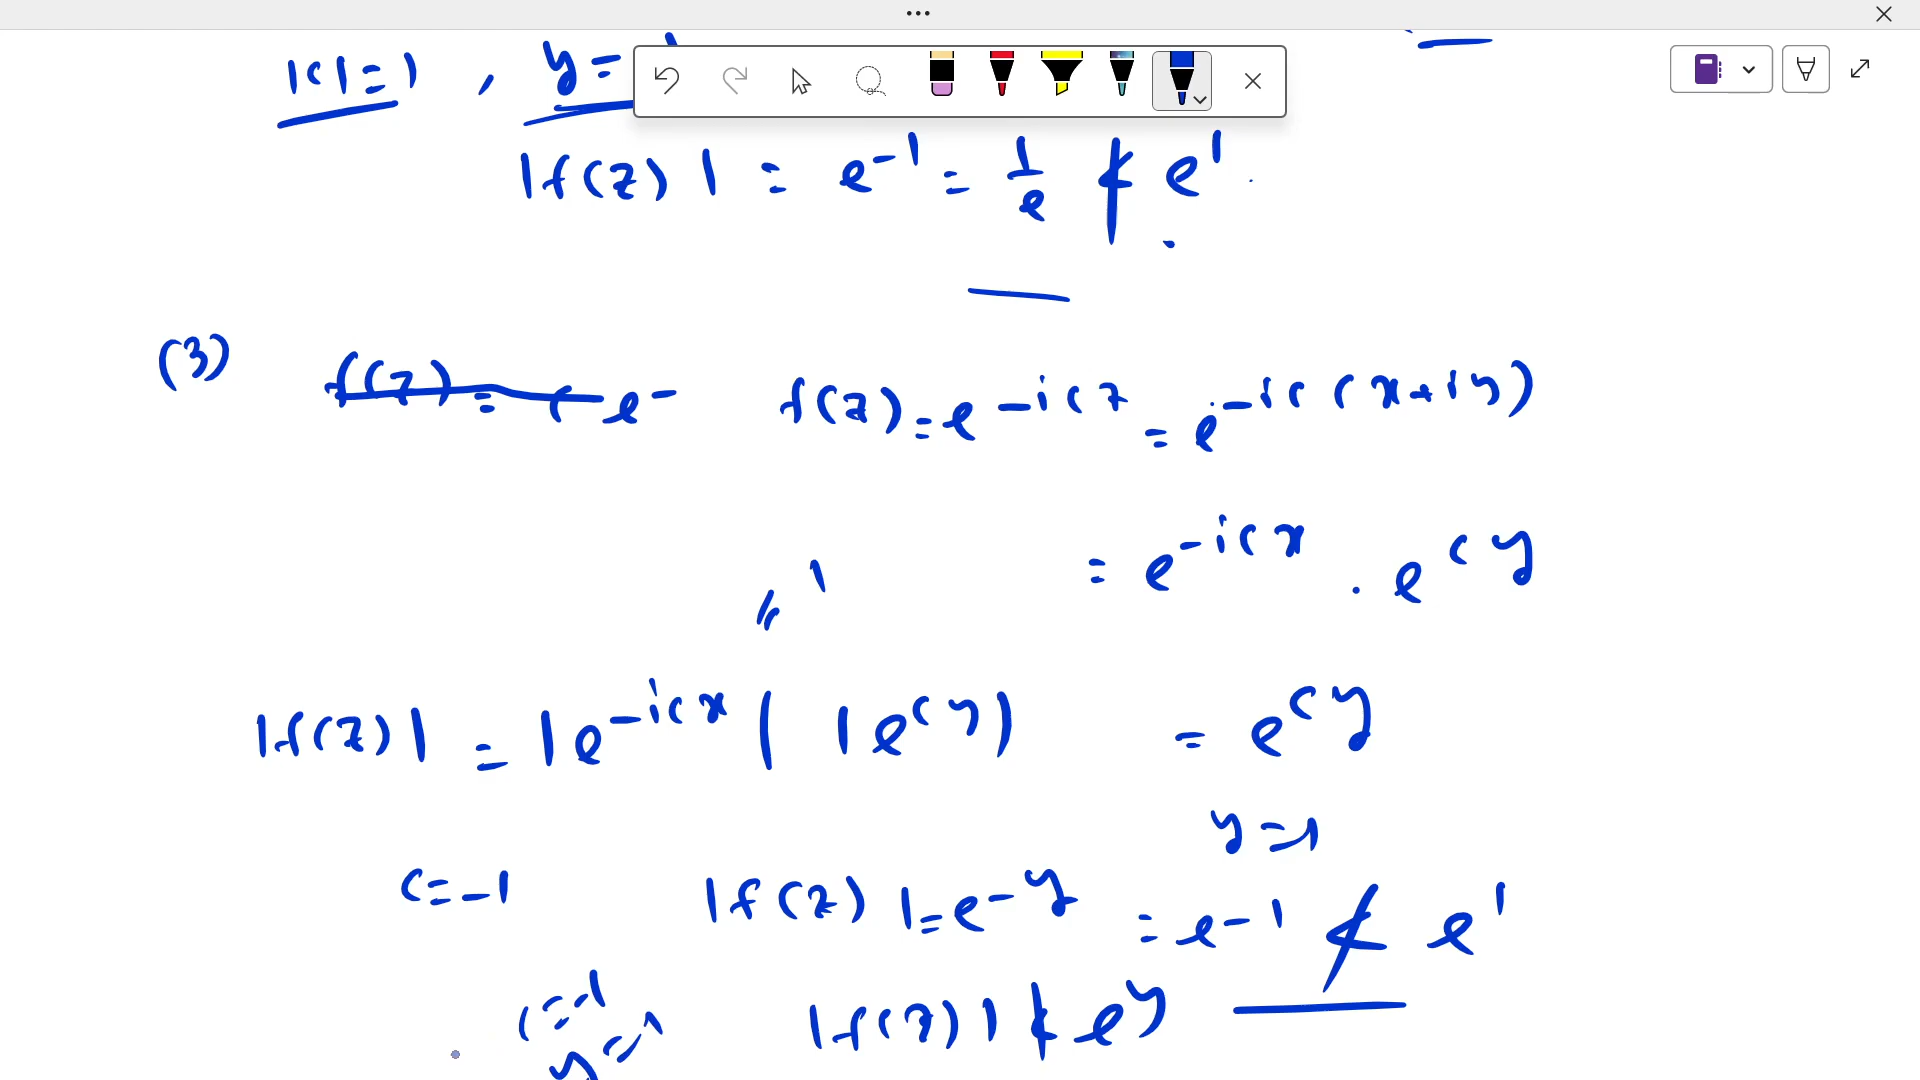 |c| = 1 , y =
|f(z)| = e^{-1} = \frac{1}{e} ≮ e^1 .
(3) f(z) = c e^- f(z) = e^{-icz} = e^{-ic(x+iy)}
= e^{-icx} . e^{cy}
|f(z)| = |e^{-icx}| |e^{cy}| = e^{cy}
y = 1
c = -1 |f(z)| = e^{-y} = e^{-1} ≮ e^1
c = -1 |f(z)| ≮ e^y
y = 1